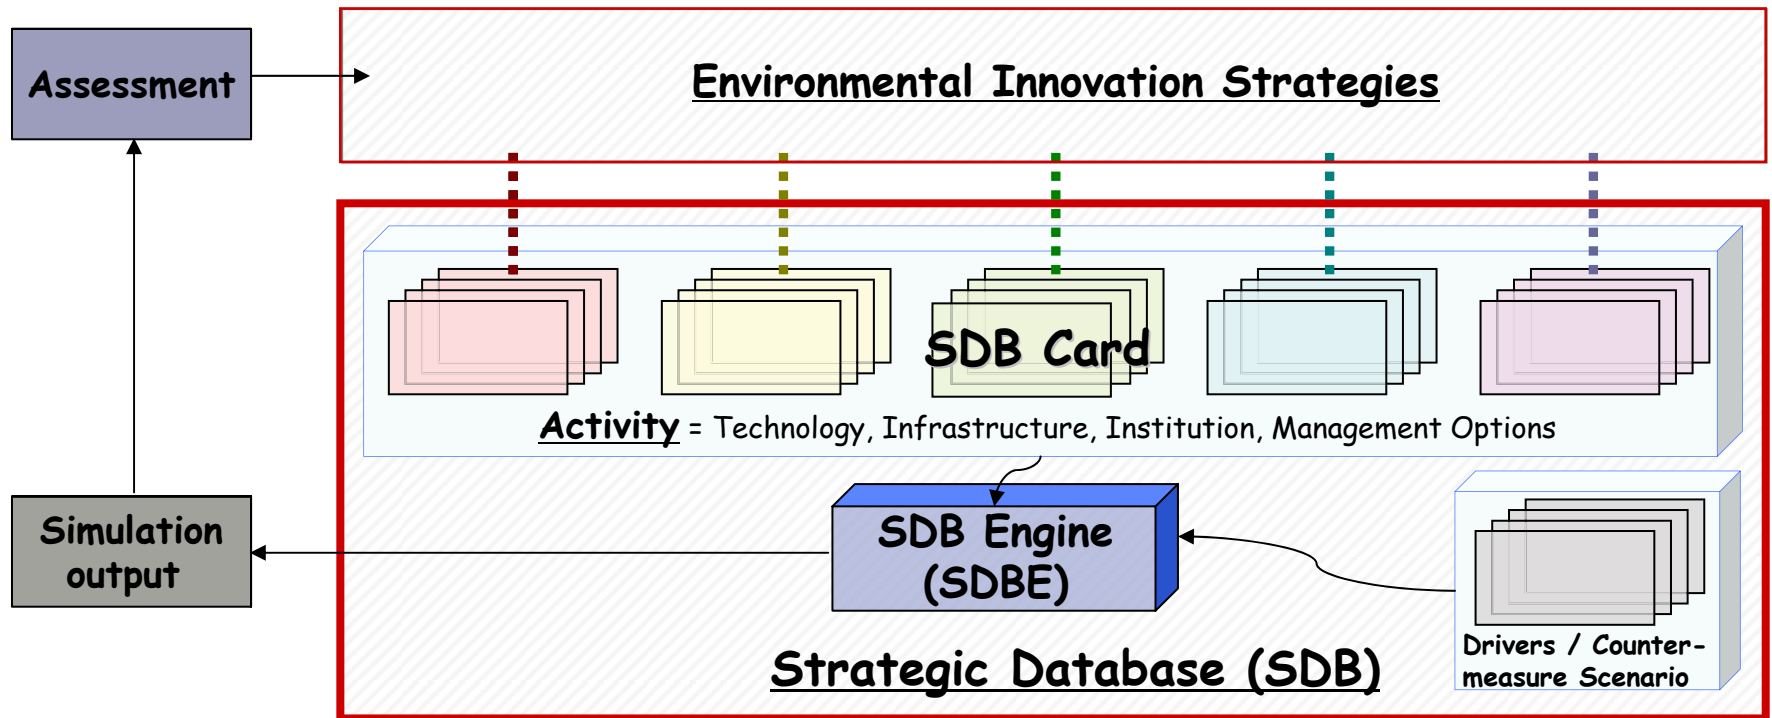 Assessment
Environmental Innovation Strategies
SDB Card
Activity = Technology, Infrastructure, Institution, Management Options
Simulation
output
SDB Engine
(SDBE)
Drivers / Counter-
measure Scenario
Strategic Database (SDB)